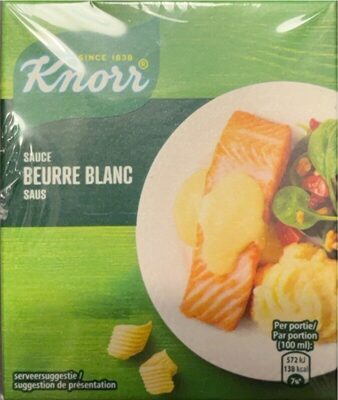 SINCE 1838
Knorr®
SAUCE
BEURRE BLANC
SAUS
Per portie/
Par portion
(100 ml):
572 kJ
138 kcal
7%*
serveersuggestie /
suggestion de présentation